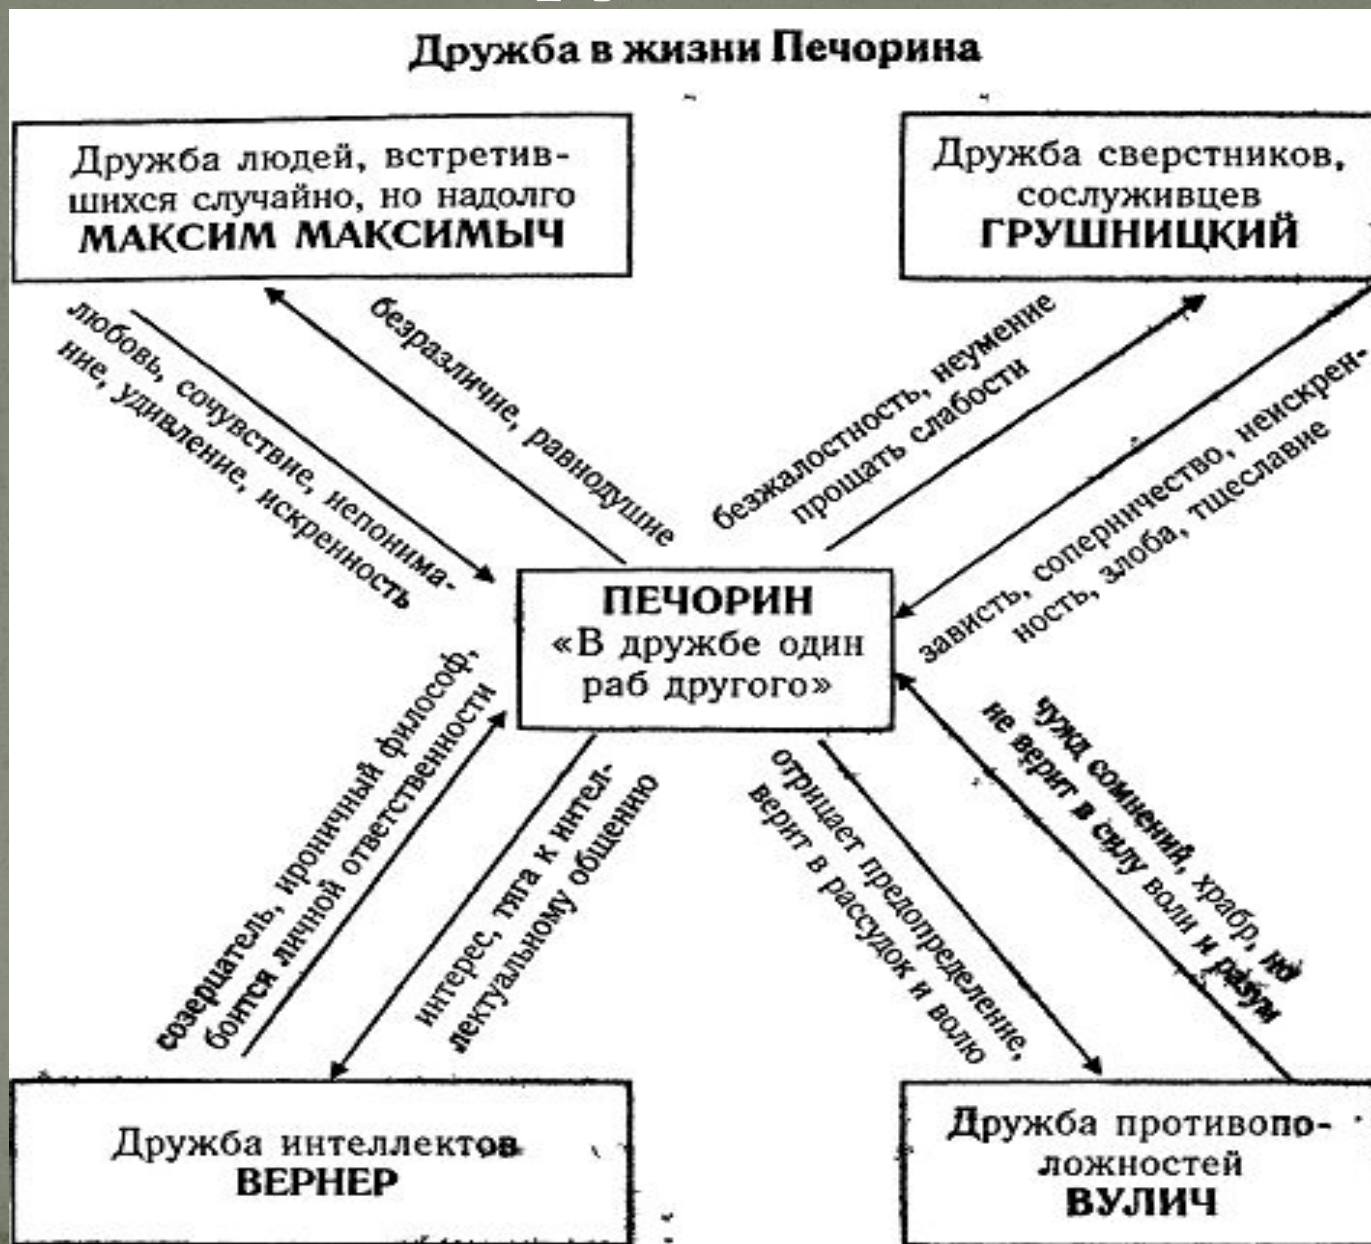 Дружба в жизни Печорина
Дружба людей, встретив-
шихся случайно, но надолго
МАКСИМ МАКСИМЫЧ
Дружба сверстников,
сослуживцев
ГРУШНИЦКИЙ
любовь, сочувствие, непонима-
ние, удивление, искренность
безразличие, равнодушие
безжалостность, неумение
прощать слабости
зависть, соперничество, неискрен-
ность, злоба, тщеславие
ПЕЧОРИН
«В дружбе один
раб другого»
созерцатель, ироничный философ,
боится личной ответственности
интерес, тяга к интел-
лектуальному общению
отрицает предопределение,
верит в рассудок и волю
чужд сомнений, храбр, но
не верит в силу воли и разум
Дружба интеллектов
ВЕРНЕР
Дружба противопо-
ложностей
ВУЛИЧ